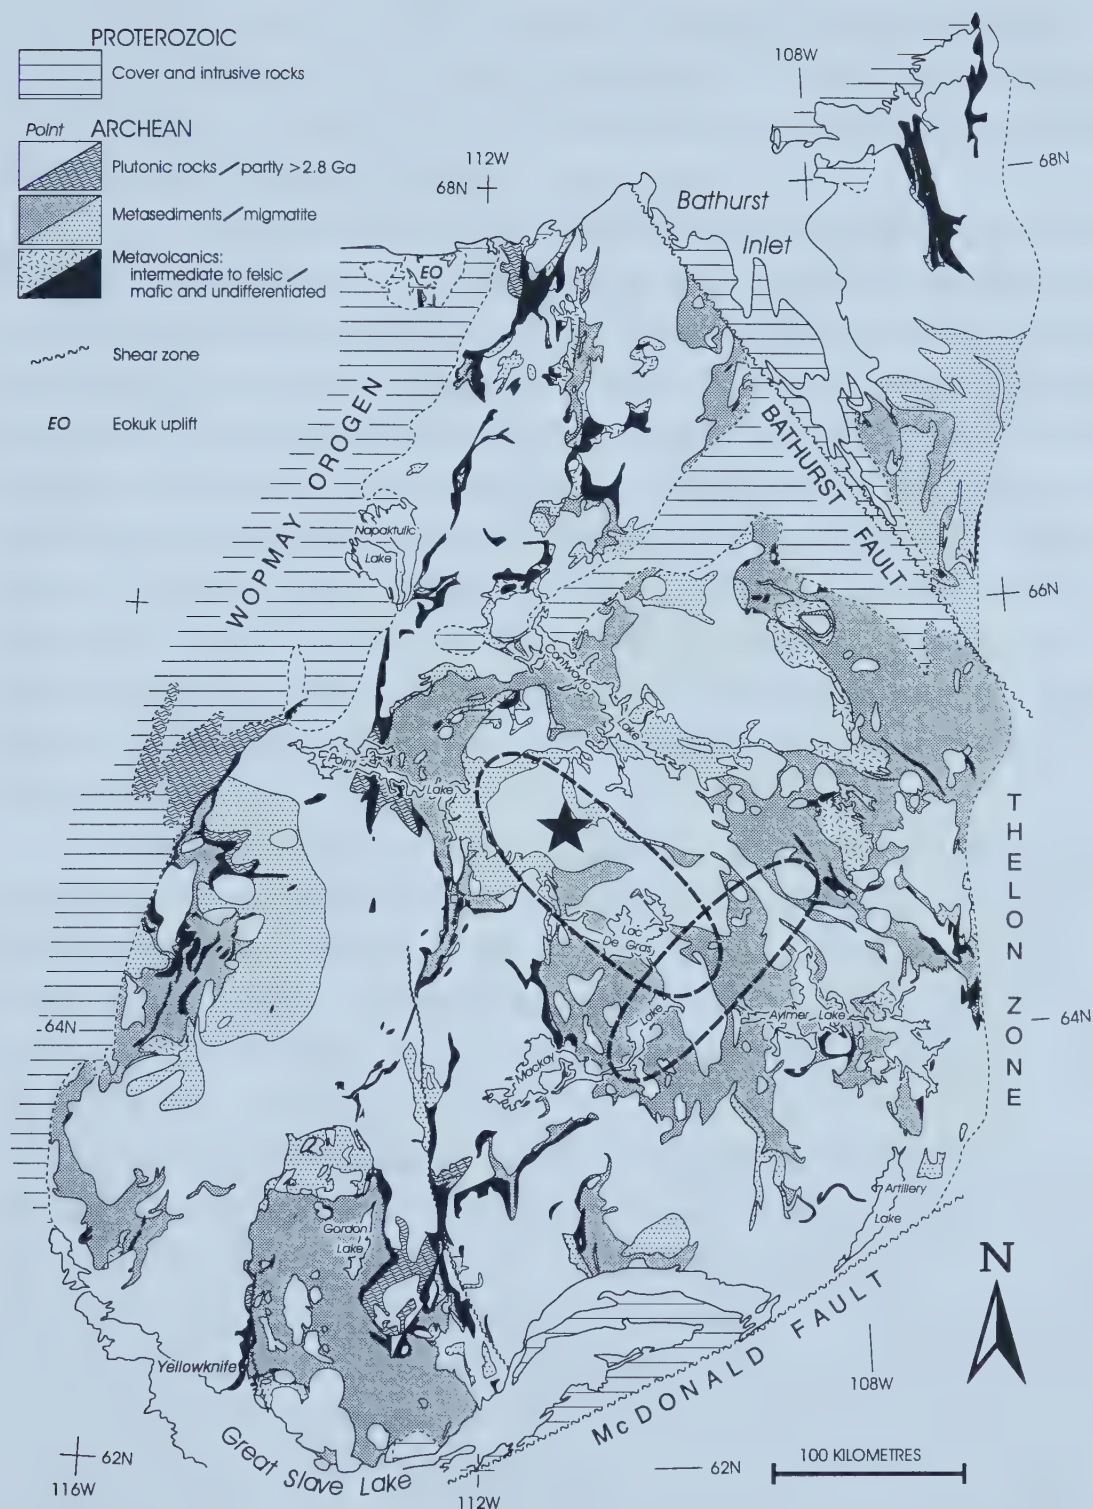 PROTEROZOIC
Cover and intrusive rocks
Point ARCHEAN
Plutonic rocks / partly >2.8 Ga
Metasediments / migmatite
Metavolcanics:
intermediate to felsic /
mafic and undifferentiated
Shear zone
EO Eokuk uplift
108W
112W
68N
68N
Bathurst
Inlet
EO
WOPMAY OROGEN
BATHURST FAULT
Napaktulic
Lake
66N
Contwoyto
Lake
Point
Lake
THELON ZONE
Lac
De Gras
64N
64N
Aylmer Lake
Lake
Mackay
Artillery
Lake
Gordon
Lake
N
McDONALD FAULT
Yellowknife
108W
Great Slave Lake
62N
116W
62N
112W
100 KILOMETRES